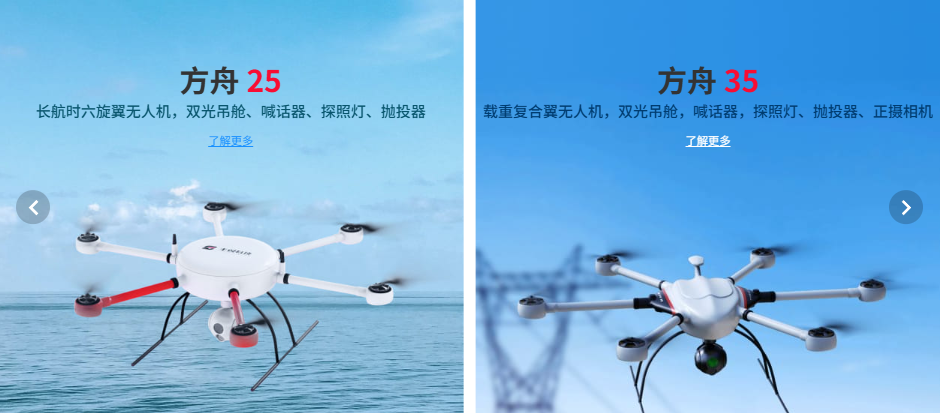 方舟 25
长航时六旋翼无人机，双光吊舱、喊话器、探照灯、抛投器
了解更多
方舟 35
载重复合翼无人机，双光吊舱，喊话器，探照灯、抛投器、正摄相机
了解更多